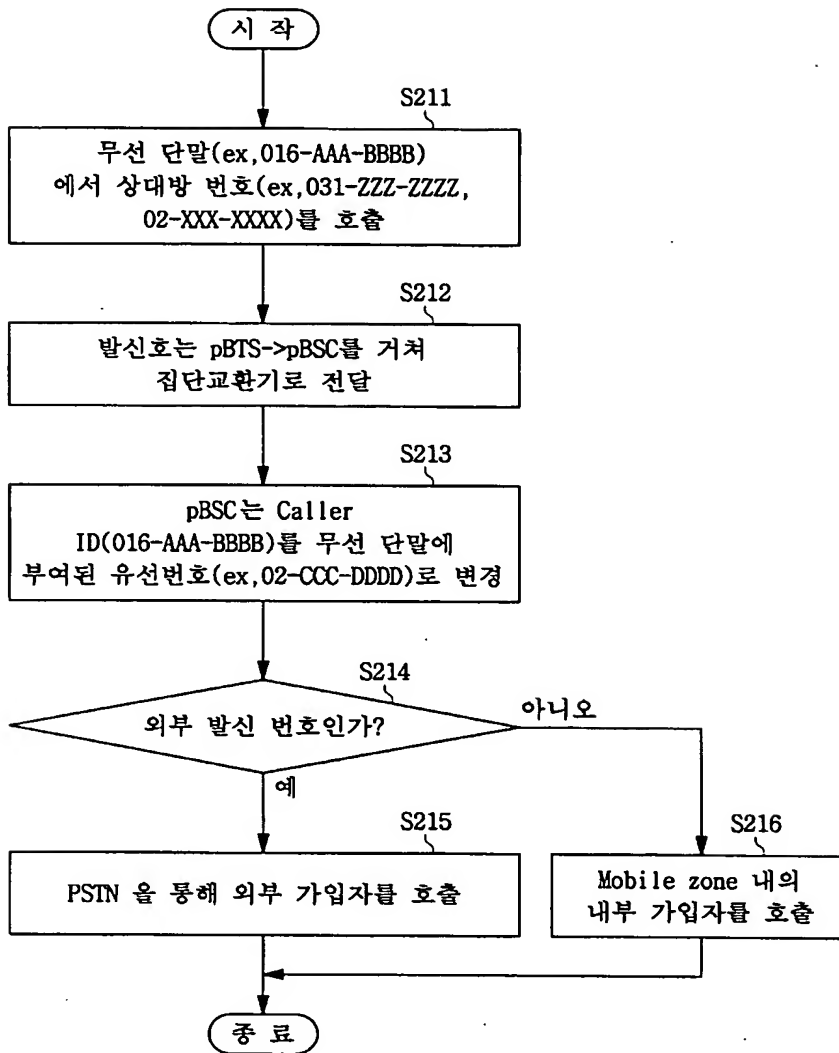 시 작
S211
무선 단말(ex,016-AAA-BBBB)
에서 상대방 번호(ex,031-ZZZ-ZZZZ,
02-XXX-XXXX)를 호출
S212
발신호는 pBTS->pBSC를 거쳐
집단교환기로 전달
S213
pBSC는 Caller
ID(016-AAA-BBBB)를 무선 단말에
부여된 유선번호(ex,02-CCC-DDDD)로 변경
S214
외부 발신 번호인가?
아니오
예
S215
PSTN 을 통해 외부 가입자를 호출
S216
Mobile zone 내의
내부 가입자를 호출
종 료